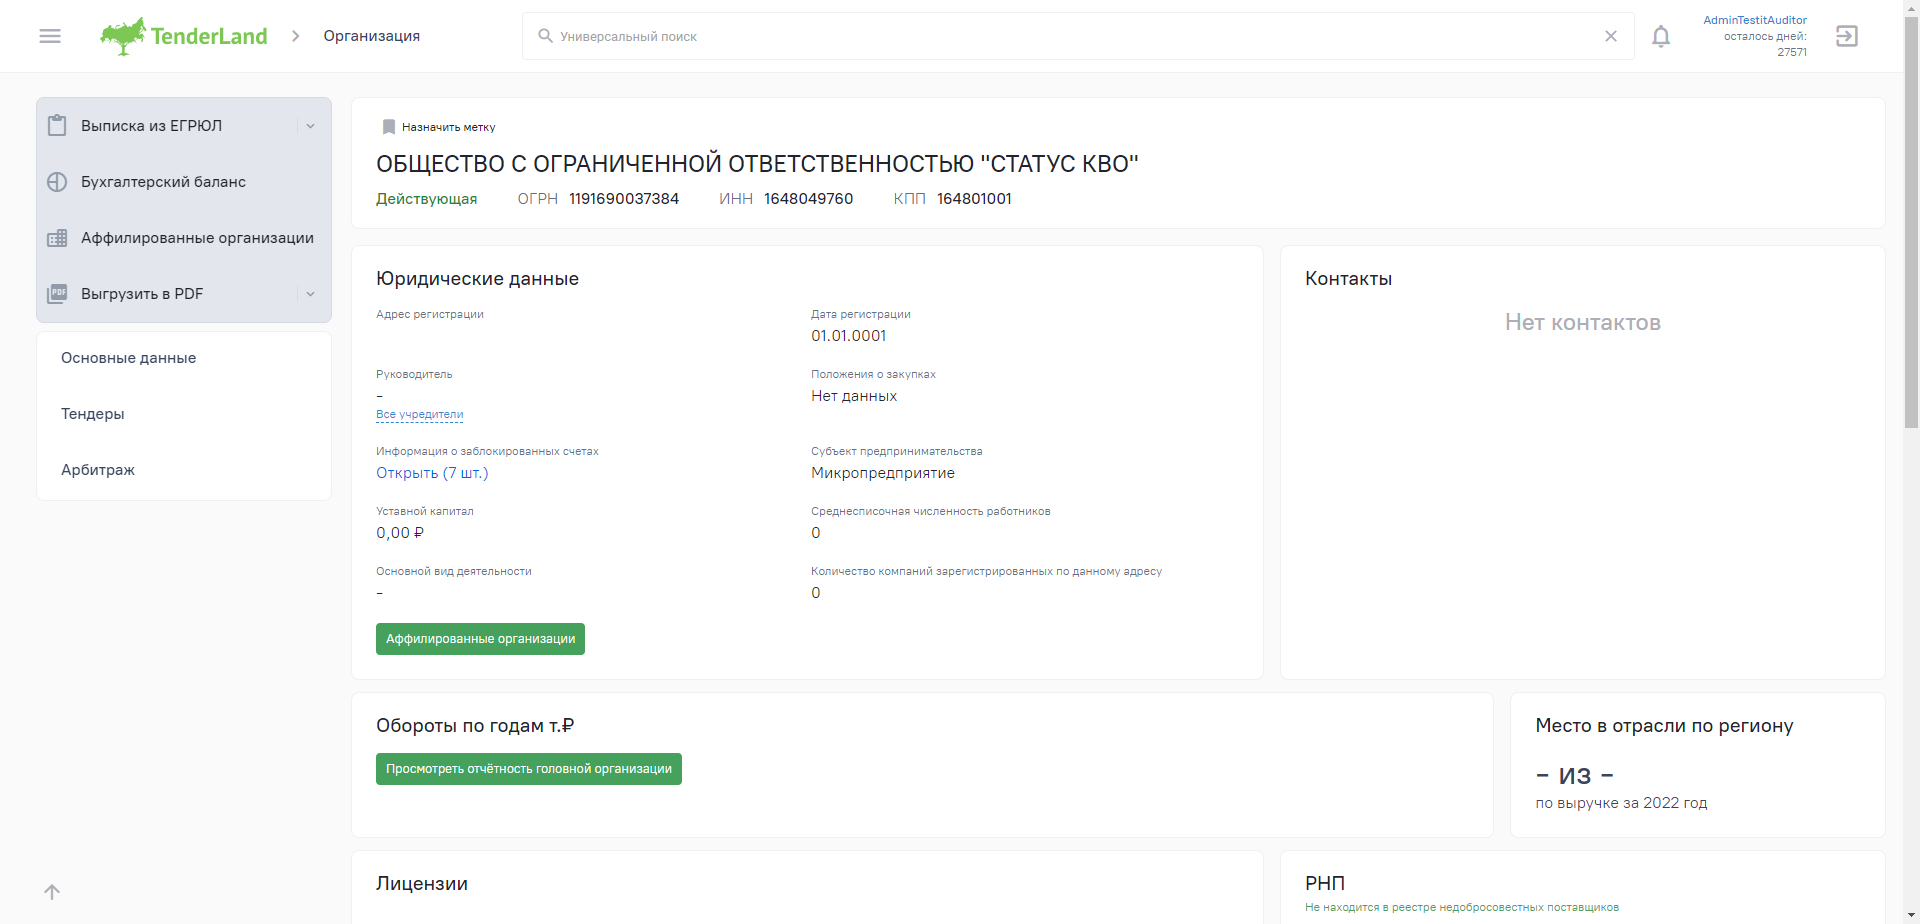 TenderLand
Организация
Универсальный поиск
AdminTestitAuditor
осталось дней:
27571
Выписка из ЕГРЮЛ
Бухгалтерский баланс
Аффилированные организации
PDF
Выгрузить в PDF
Основные данные
Тендеры
Арбитраж
Назначить метку
ОБЩЕСТВО С ОГРАНИЧЕННОЙ ОТВЕТСТВЕННОСТЬЮ "СТАТУС КВО"
Действующая ОГРН 1191690037384 ИНН 1648049760 КПП 164801001
Юридические данные
Адрес регистрации
Дата регистрации
01.01.0001
Руководитель
-
Все учредители
Положения о закупках
Нет данных
Информация о заблокированных счетах
Открыть (7 шт.)
Субъект предпринимательства
Микропредприятие
Уставной капитал
0,00 ₽
Среднесписочная численность работников
0
Основной вид деятельности
-
Количество компаний зарегистрированных по данному адресу
0
Аффилированные организации
Контакты
Нет контактов
Обороты по годам т.₽
Просмотреть отчётность головной организации
Место в отрасли по региону
- из -
по выручке за 2022 год
Лицензии
РНП
Не находится в реестре недобросовестных поставщиков